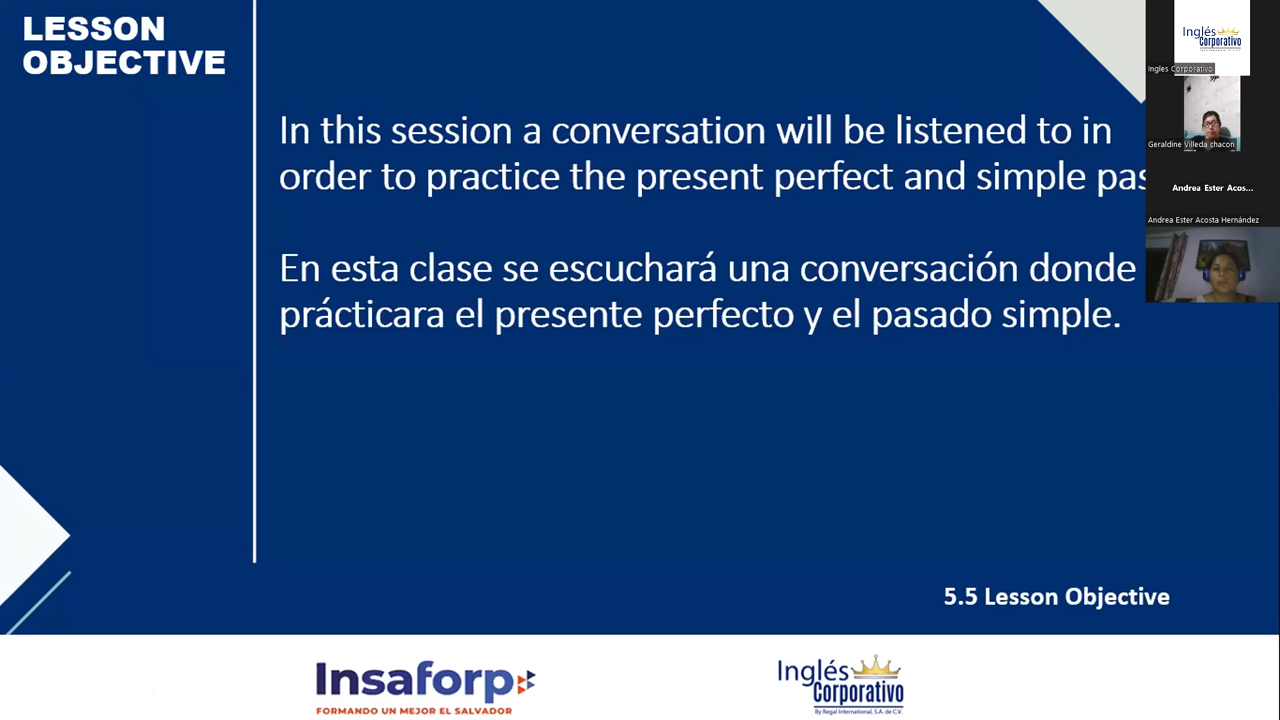 LESSON
OBJECTIVE
In this session a conversation will be listened to in
order to practice the present perfect and simple pas
En esta clase se escuchará una conversación donde
prácticara el presente perfecto y el pasado simple.
5.5 Lesson Objective
Insaforp
FORMANDO UN MEJOR EL SALVADOR
Inglés
Corporativo
By Regal International, S.A. de C.V.
Inglés
Corporativo
Ingles Corporativo
Geraldine Villeda chacon
Andrea Ester Acos...
Andrea Ester Acosta Hernández